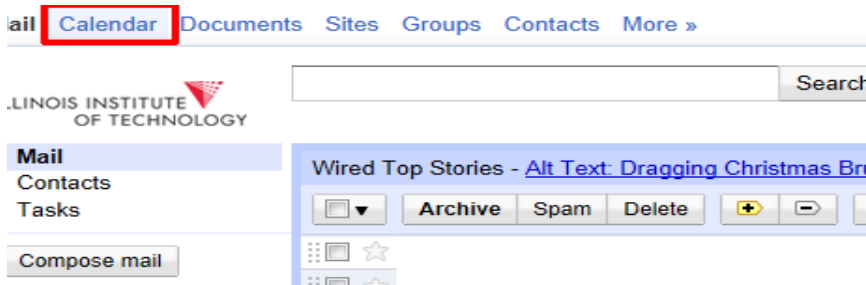 ail Calendar Documents Sites Groups Contacts More »
Search
LLINOIS INSTITUTE
OF TECHNOLOGY
Mail
Contacts
Tasks
Compose mail
Wired Top Stories - Alt Text: Dragging Christmas Br
Archive Spam Delete